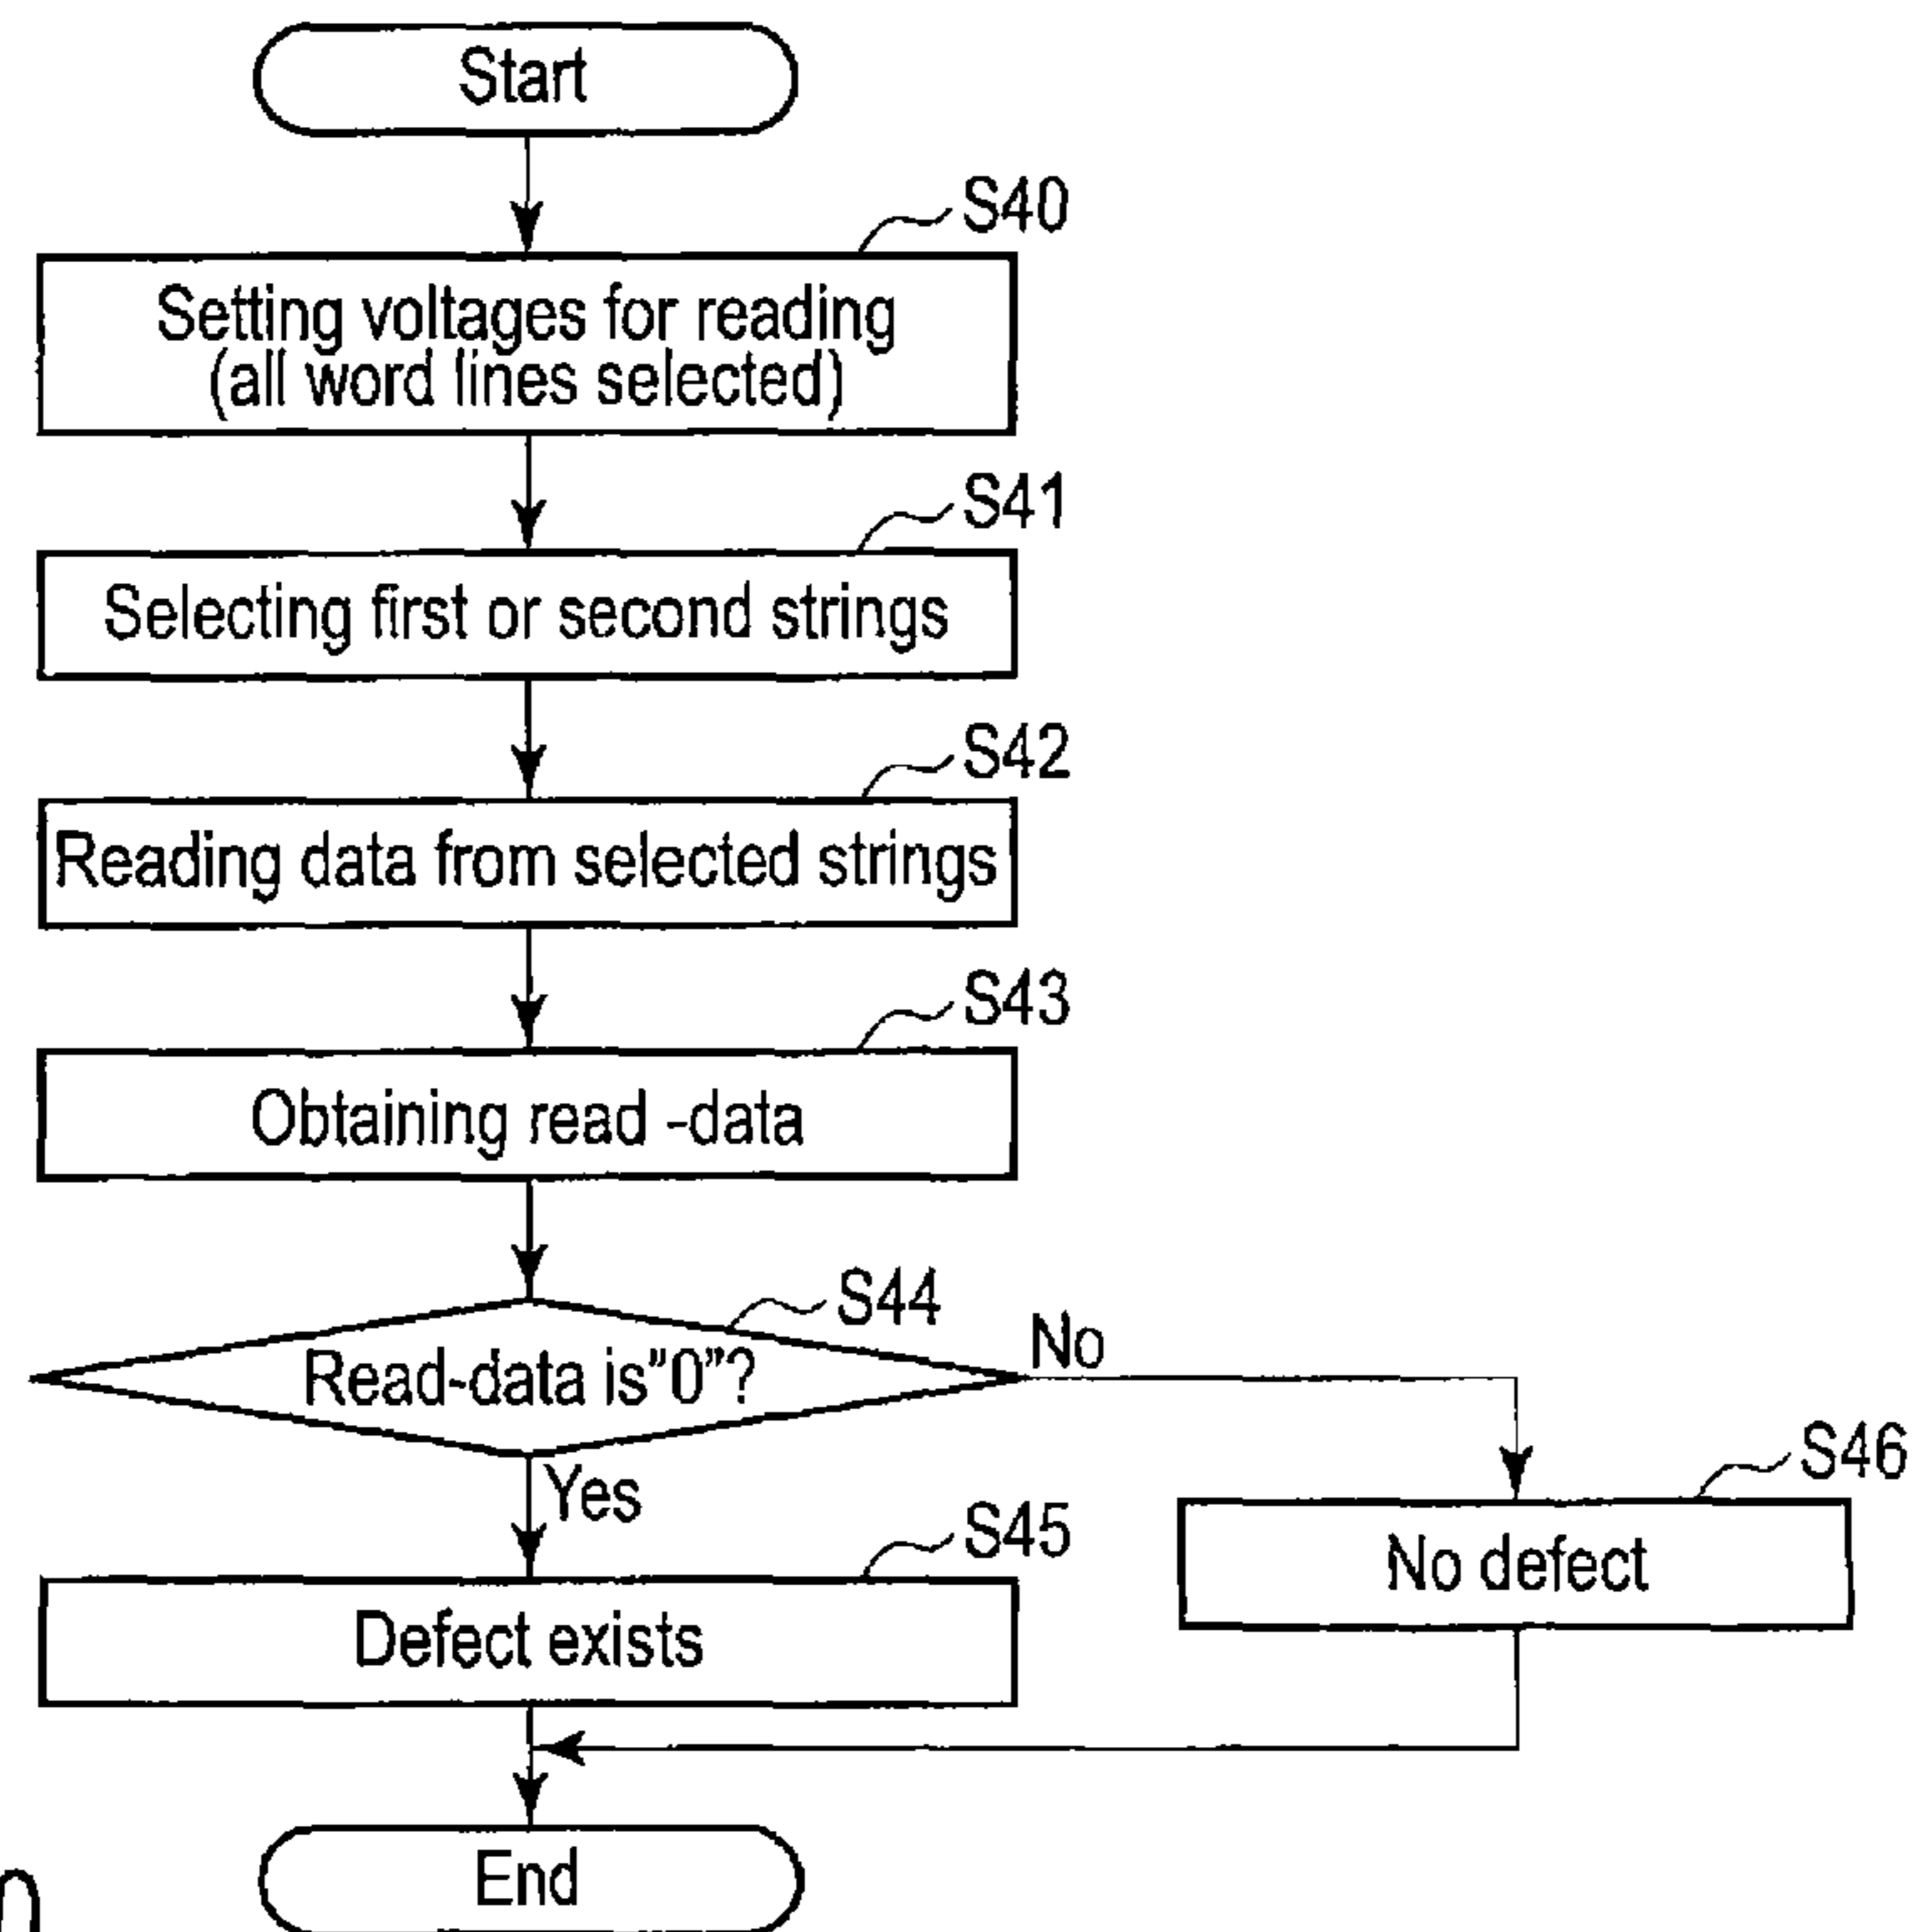 Start
S40
Setting voltages for reading
(all word lines selected)
S41
Selecting first or second strings
S42
Reading data from selected strings
S43
Obtaining read -data
S44
Read-data is”0”?
No
Yes
S46
No defect
S45
Defect exists
End